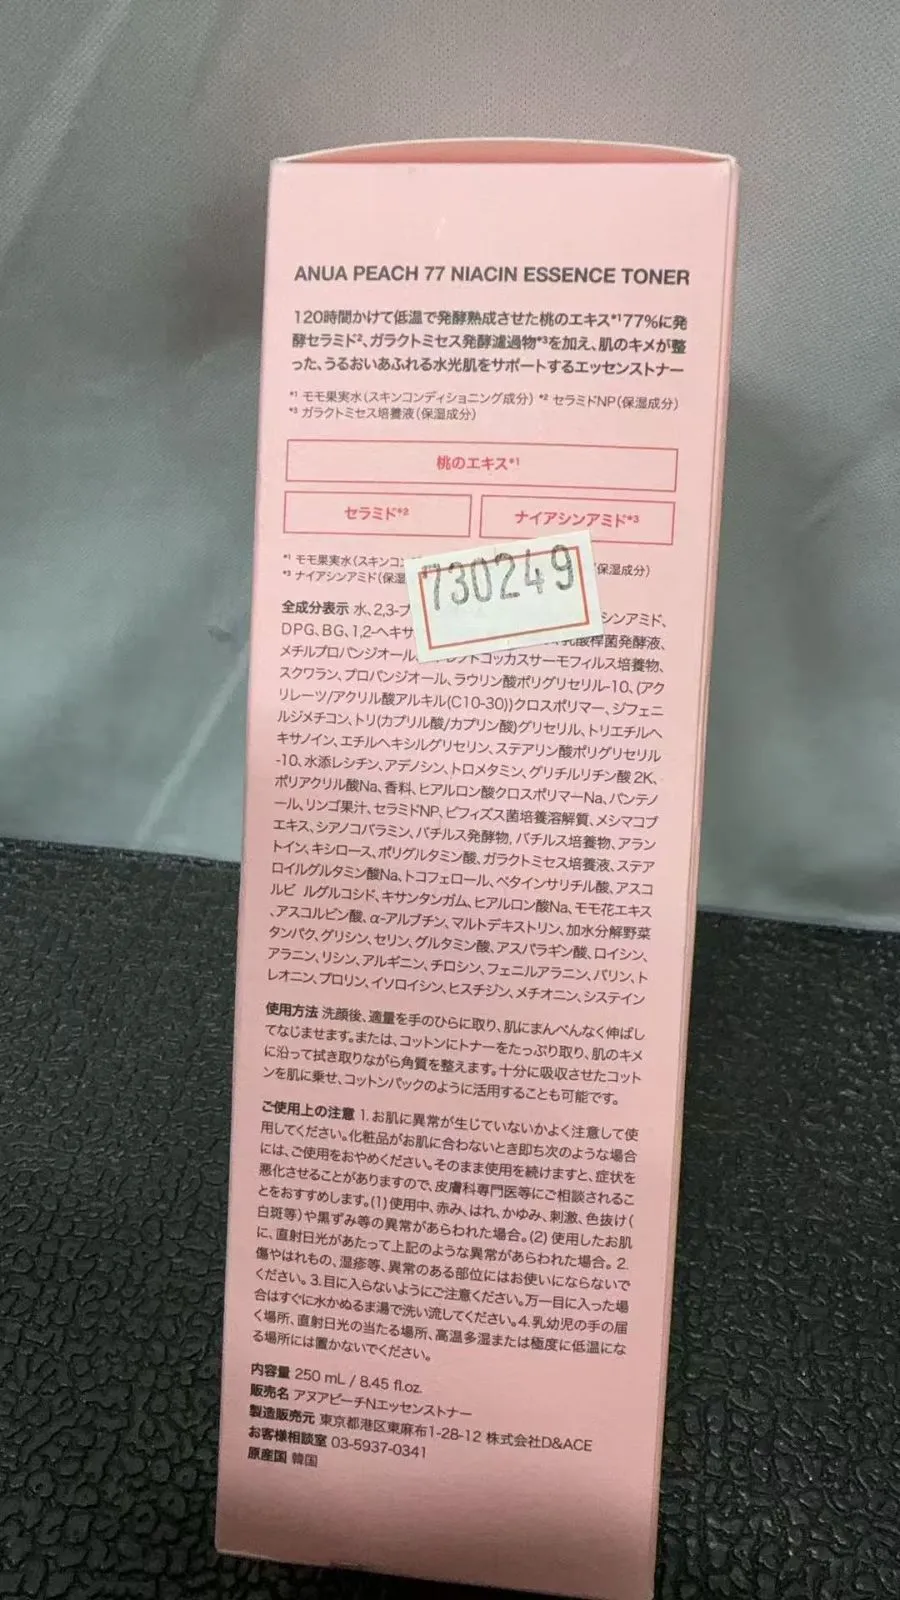 ANUA PEACH 77 NIACIN ESSENCE TONER
120時間かけて低温で発酵熟成させた桃のエキス*¹77%に発
酵セラミド*²、ガラクトミセス発酵濾過物*³を加え、肌のキメが整
った、うるおいあふれる水光肌をサポートするエッセンストナー
*¹ モモ果実水(スキンコンディショニング成分) *² セラミドNP(保湿成分)
*³ ガラクトミセス培養液(保湿成分)
桃のエキス*¹
セラミド*²
ナイアシンアミド*³
*¹ モモ果実水(スキンコン
保湿成分)
*³ ナイアシンアミド(保湿
730249
全成分表示 水、2,3-ブ
シンアミド、
DPG、BG、1,2-ヘキサ
乳酸桿菌発酵液、
メチルプロパンジオール、
レプトコッカスサーモフィルス培養物、
スクワラン、プロパンジオール、ラウリン酸ポリグリセリル-10、(アク
リレーツ/アクリル酸アルキル(C10-30))クロスポリマー、ジフェニ
ルジメチコン、トリ(カプリル酸/カプリン酸)グリセリル、トリエチルヘ
キサノイン、エチルヘキシルグリセリン、ステアリン酸ポリグリセリル
-10、水添レシチン、アデノシン、トロメタミン、グリチルリチン酸 2K、
ポリアクリル酸Na、香料、ヒアルロン酸クロスポリマーNa、パンテノ
ール、リンゴ果汁、セラミドNP、ビフィズス菌培養溶解質、メシマコブ
エキス、シアノコバラミン、バチルス発酵物, バチルス培養物、アラン
トイン、キシロース、ポリグルタミン酸、ガラクトミセス培養液、ステア
ロイルグルタミン酸Na、トコフェロール、ベタインサリチル酸、アスコ
ルビ ルグルコシド、キサンタンガム、ヒアルロン酸Na、モモ花エキス
、アスコルビン酸、α-アルブチン、マルトデキストリン、加水分解野菜
タンパク、グリシン、セリン、グルタミン酸、アスパラギン酸、ロイシン、
アラニン、リシン、アルギニン、チロシン、フェニルアラニン、バリン、ト
レオニン、プロリン、イソロイシン、ヒスチジン、メチオニン、システイン
使用方法 洗顔後、適量を手のひらに取り、肌にまんべんなく伸ばし
てなじませます。または、コットンにトナーをたっぷり取り、肌のキメ
に沿って拭き取りながら角質を整えます。十分に吸収させたコット
ンを肌に乗せ、コットンパックのように活用することも可能です。
ご使用上の注意 1.お肌に異常が生じていないかよく注意して使
用してください。化粧品がお肌に合わないとき即ち次のような場合
には、ご使用をおやめください。そのまま使用を続けますと、症状を
悪化させることがありますので、皮膚科専門医等にご相談されるこ
とをおすすめします。(1)使用中、赤み、はれ、かゆみ、刺激、色抜け(
白斑等)や黒ずみ等の異常があらわれた場合。(2) 使用したお肌
に、直射日光があたって上記のような異常があらわれた場合。 2.
傷やはれもの、湿疹等、異常のある部位にはお使いにならないで
ください。3.目に入らないようにご注意ください。万一目に入った場
合はすぐに水かぬるま湯で洗い流してください。4.乳幼児の手の届
く場所、直射日光の当たる場所、高温多湿または極度に低温にな
る場所には置かないでください。
内容量 250 mL / 8.45 fl.oz.
販売名 アヌアピーチNエッセンストナー
製造販売元 東京都港区東麻布1-28-12 株式会社D&ACE
お客様相談室 03-5937-0341
原産国 韓国